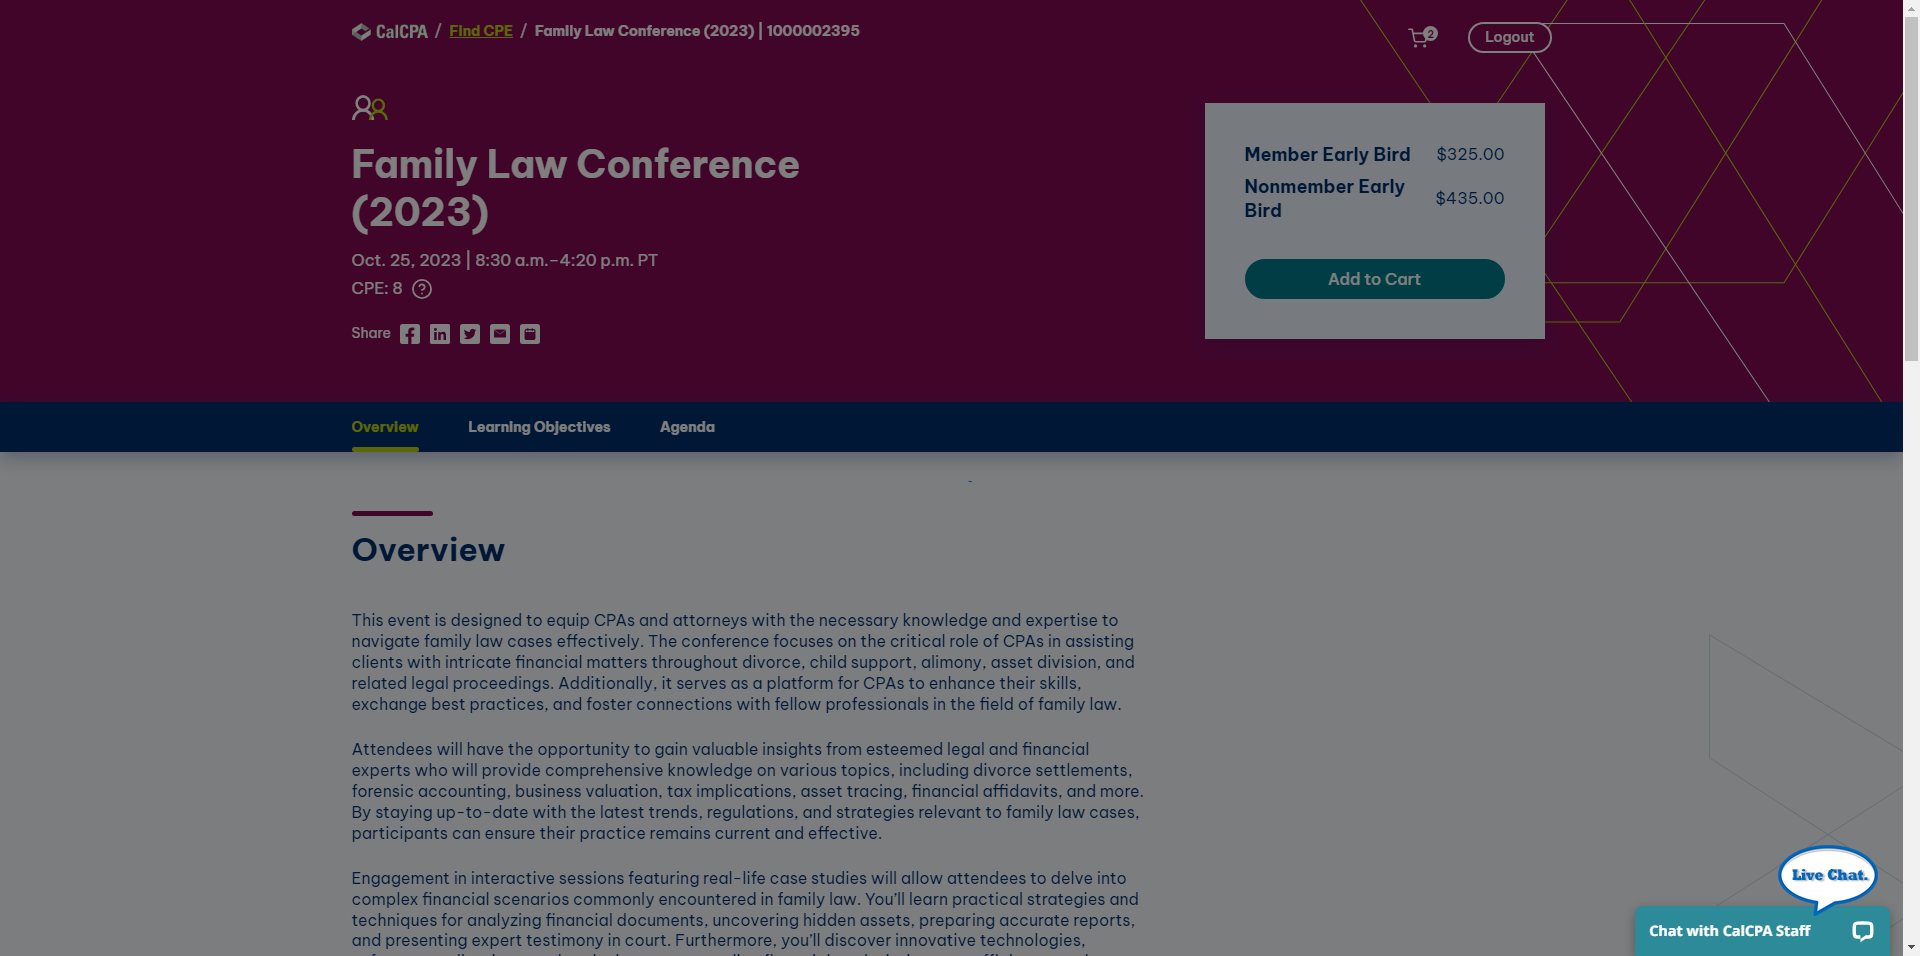 CalCPA / Find CPE / Family Law Conference (2023) | 1000002395
2
Logout
Family Law Conference
(2023)
Oct. 25, 2023 | 8:30 a.m.–4:20 p.m. PT
CPE: 8 ?
Share
Member Early Bird $325.00
Nonmember Early
Bird
$435.00
Add to Cart
Overview Learning Objectives Agenda
-
Overview
This event is designed to equip CPAs and attorneys with the necessary knowledge and expertise to
navigate family law cases effectively. The conference focuses on the critical role of CPAs in assisting
clients with intricate financial matters throughout divorce, child support, alimony, asset division, and
related legal proceedings. Additionally, it serves as a platform for CPAs to enhance their skills,
exchange best practices, and foster connections with fellow professionals in the field of family law.
Attendees will have the opportunity to gain valuable insights from esteemed legal and financial
experts who will provide comprehensive knowledge on various topics, including divorce settlements,
forensic accounting, business valuation, tax implications, asset tracing, financial affidavits, and more.
By staying up-to-date with the latest trends, regulations, and strategies relevant to family law cases,
participants can ensure their practice remains current and effective.
Engagement in interactive sessions featuring real-life case studies will allow attendees to delve into
complex financial scenarios commonly encountered in family law. You’ll learn practical strategies and
techniques for analyzing financial documents, uncovering hidden assets, preparing accurate reports,
and presenting expert testimony in court. Furthermore, you’ll discover innovative technologies,
Live Chat.
Chat with CalCPA Staff